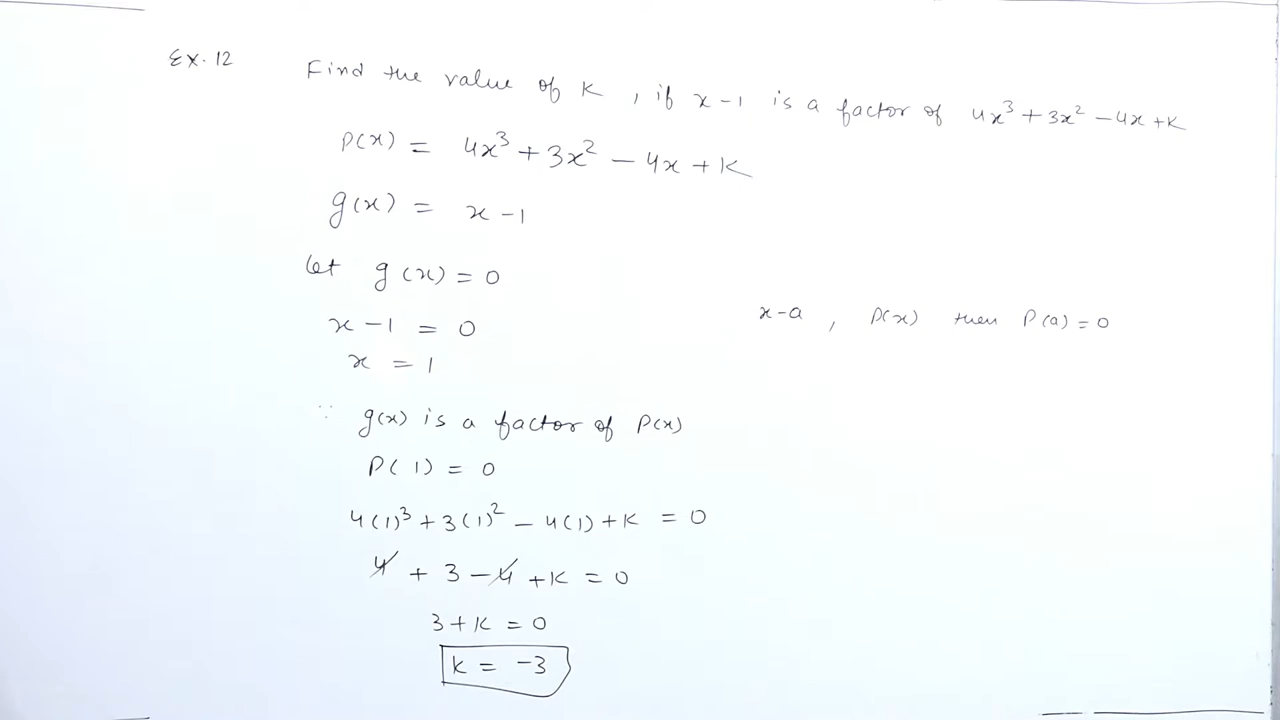 Ex. 12 Find the value of K, if x-1 is a factor of 4x³+3x²-4x+K
P(x) = 4x³+3x²-4x+K
g(x) = x-1
let g(x)=0
x-1 = 0
x-a, P(x) then P(a)=0
x = 1
∵ g(x) is a factor of P(x)
P(1) = 0
4(1)³+3(1)²-4(1)+K = 0
4+3-4+K = 0
3+K = 0
K = -3